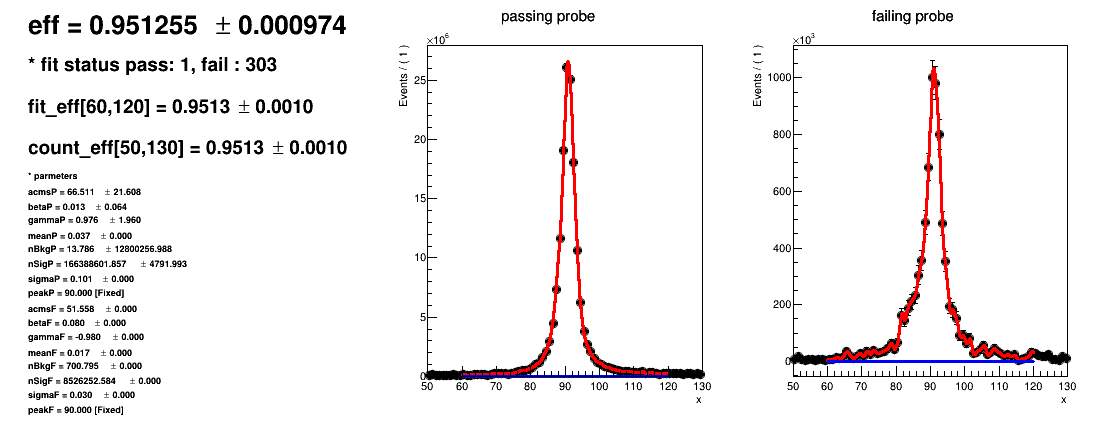 eff = 0.951255 ± 0.000974
* fit status pass: 1, fail : 303
fit_eff[60,120] = 0.9513 ± 0.0010
count_eff[50,130] = 0.9513 ± 0.0010
* parmeters
acmsP = 66.511 ± 21.608
betaP = 0.013 ± 0.064
gammaP = 0.976 ± 1.960
meanP = 0.037 ± 0.000
nBkgP = 13.786 ± 12800256.988
nSigP = 166388601.857 ± 4791.993
sigmaP = 0.101 ± 0.000
peakP = 90.000 [Fixed]
acmsF = 51.558 ± 0.000
betaF = 0.080 ± 0.000
gammaF = -0.980 ± 0.000
meanF = 0.017 ± 0.000
nBkgF = 700.795 ± 0.000
nSigF = 8526252.584 ± 0.000
sigmaF = 0.030 ± 0.000
peakF = 90.000 [Fixed]
passing probe
×10⁶
Events / ( 1 )
25
20
15
10
5
0
50 60 70 80 90 100 110 120 130
x
failing probe
×10³
Events / ( 1 )
1000
800
600
400
200
0
50 60 70 80 90 100 110 120 130
x